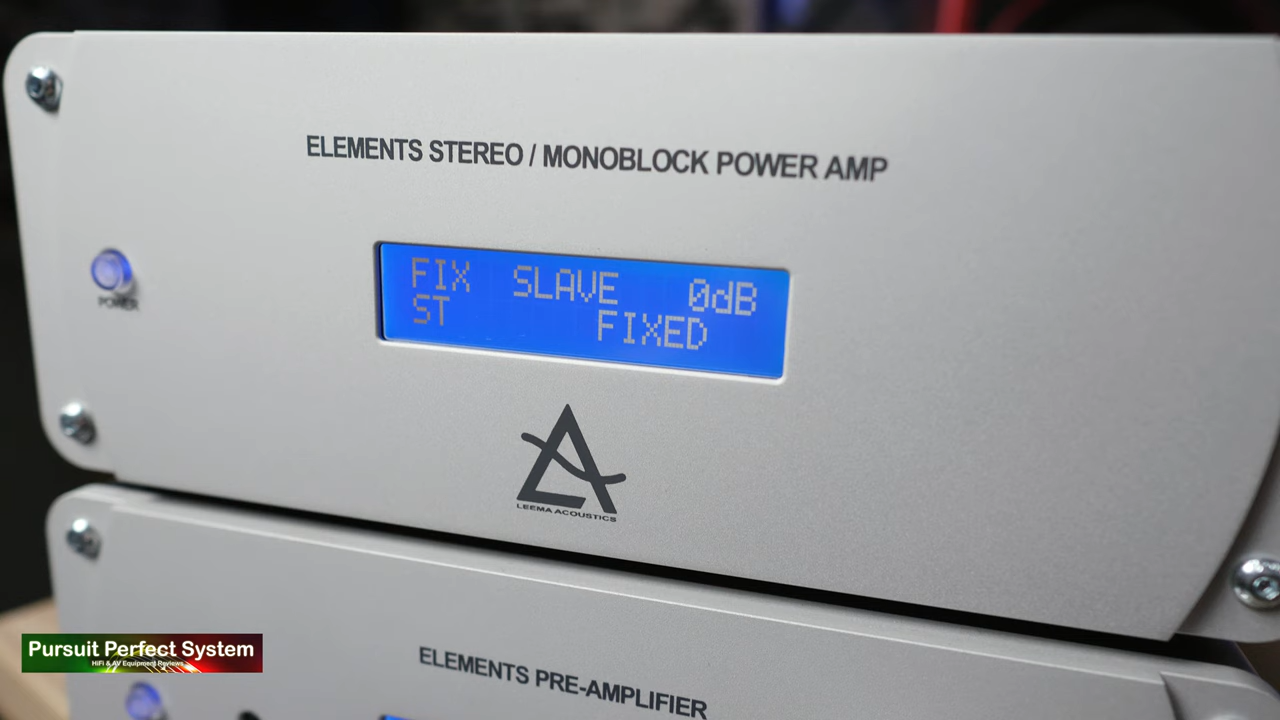 ELEMENTS STEREO / MONOBLOCK POWER AMP
POWER
FIX SLAVE 0dB
ST FIXED
LEEMA ACOUSTICS
ELEMENTS PRE-AMPLIFIER
Pursuit Perfect System
HiFi & AV Equipment Reviews